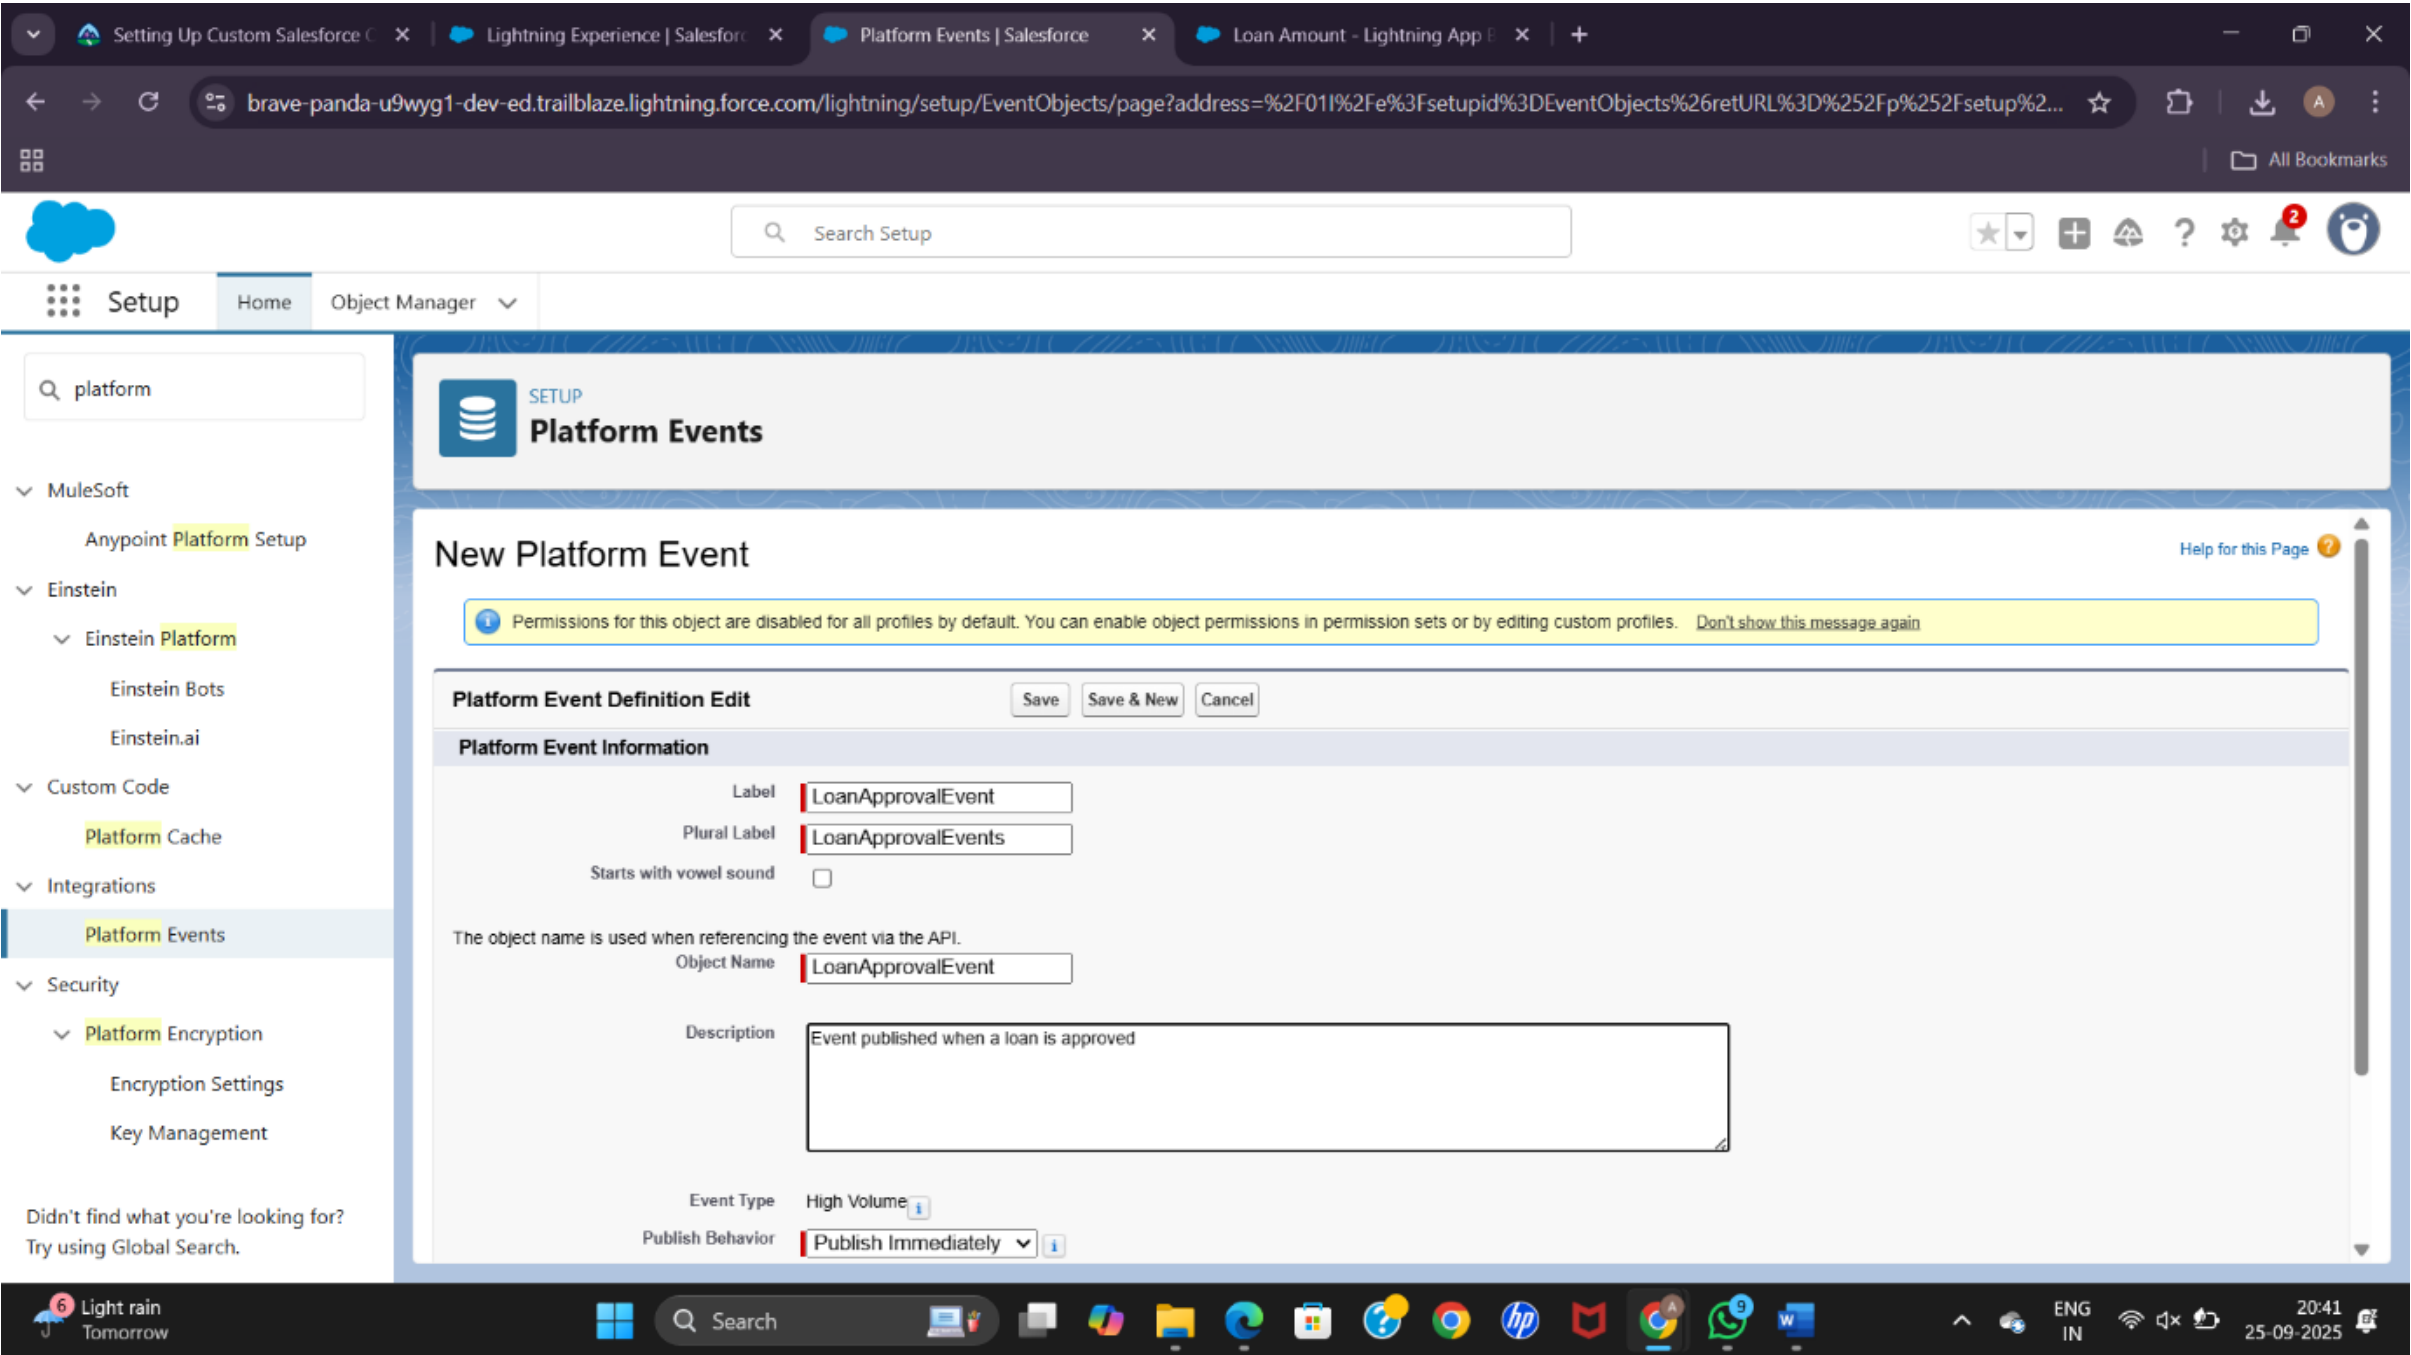 Setting Up Custom Salesforce C
Lightning Experience | Salesforc
Platform Events | Salesforce
Loan Amount - Lightning App B
brave-panda-u9wyg1-dev-ed.trailblaze.lightning.force.com/lightning/setup/EventObjects/page?address=%2F01I%2Fe%3Fsetupid%3DEventObjects%26retURL%3D%252Fp%252Fsetup%2...
A
All Bookmarks
Search Setup
2
Setup
Home
Object Manager
platform
MuleSoft
Anypoint Platform Setup
Einstein
Einstein Platform
Einstein Bots
Einstein.ai
Custom Code
Platform Cache
Integrations
Platform Events
Security
Platform Encryption
Encryption Settings
Key Management
Didn't find what you're looking for?
Try using Global Search.
SETUP
Platform Events
New Platform Event
Help for this Page
Permissions for this object are disabled for all profiles by default. You can enable object permissions in permission sets or by editing custom profiles. Don't show this message again
Platform Event Definition Edit
Save
Save & New
Cancel
Platform Event Information
Label LoanApprovalEvent
Plural Label LoanApprovalEvents
Starts with vowel sound
The object name is used when referencing the event via the API.
Object Name LoanApprovalEvent
Description Event published when a loan is approved
Event Type High Volume
Publish Behavior Publish Immediately
6
Light rain
Tomorrow
Search
hp
A
9
W
ENG
IN
20:41
25-09-2025